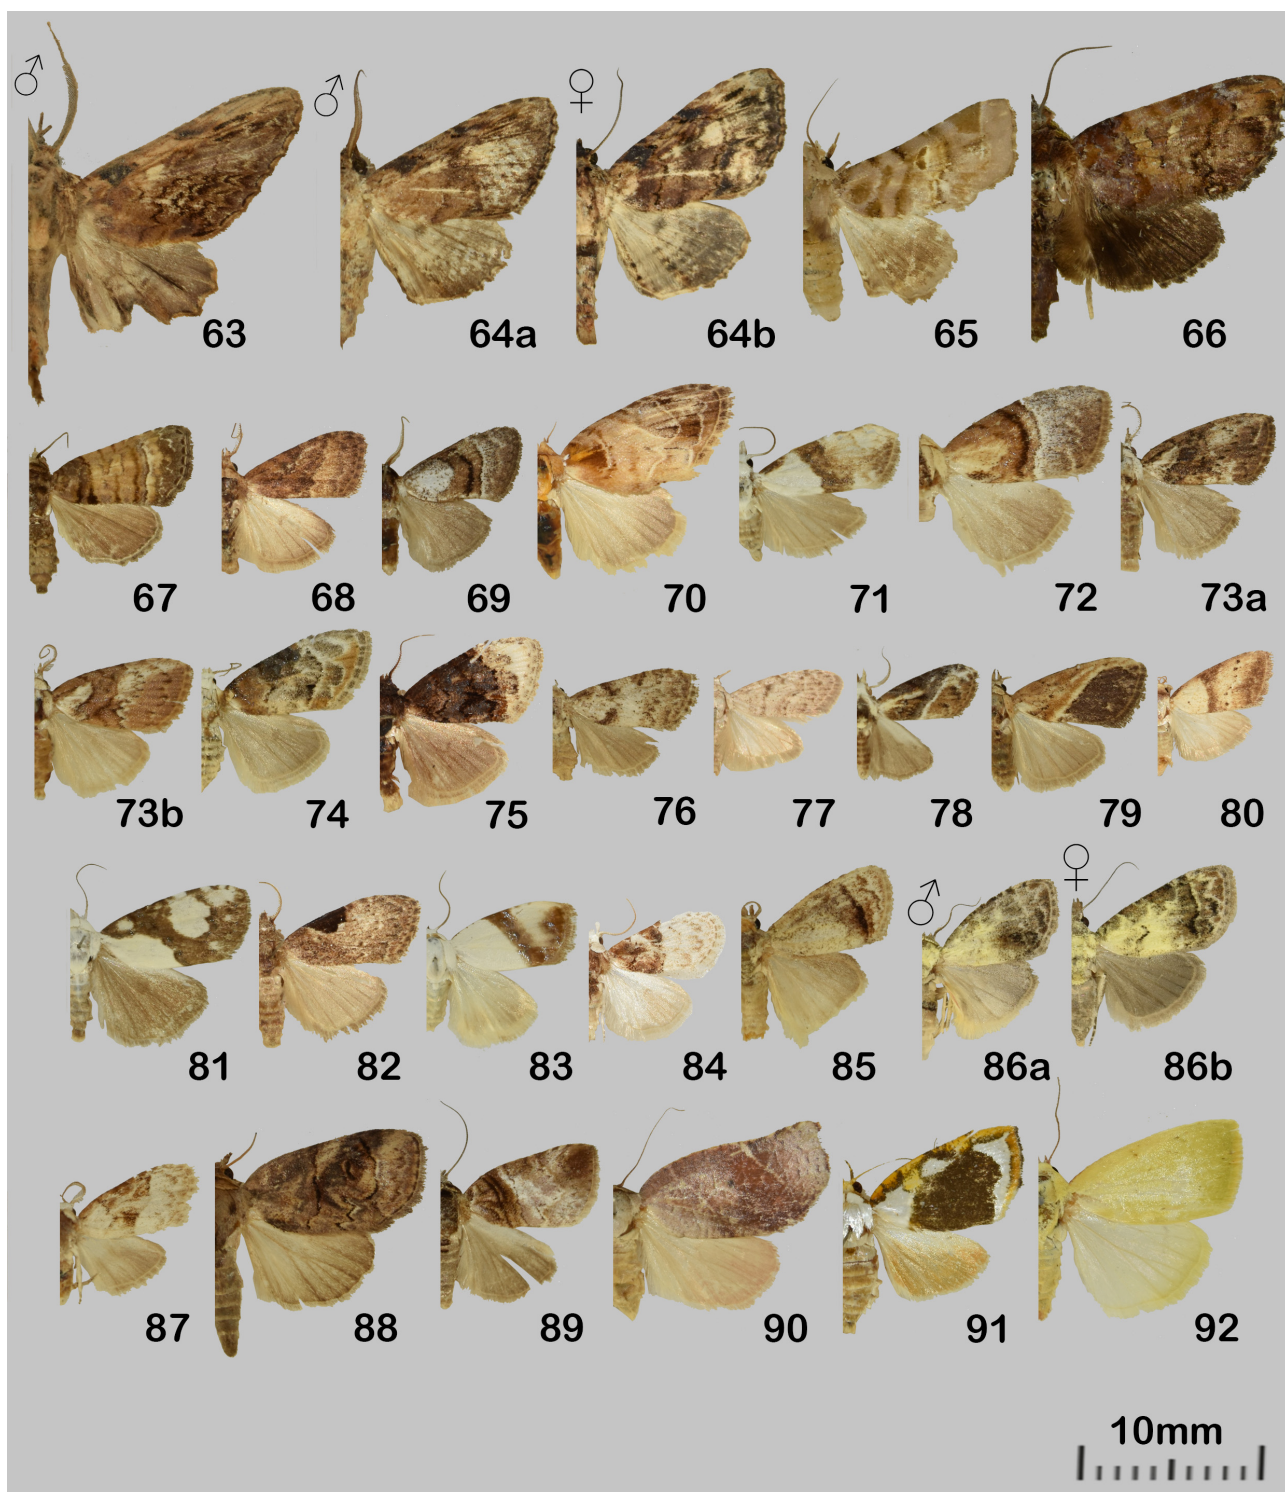 ♂ ♂ ♀
63 64a 64b 65 66
67 68 69 70 71 72 73a
73b 74 75 76 77 78 79 80
♂ ♀
81 82 83 84 85 86a 86b
87 88 89 90 91 92
10mm